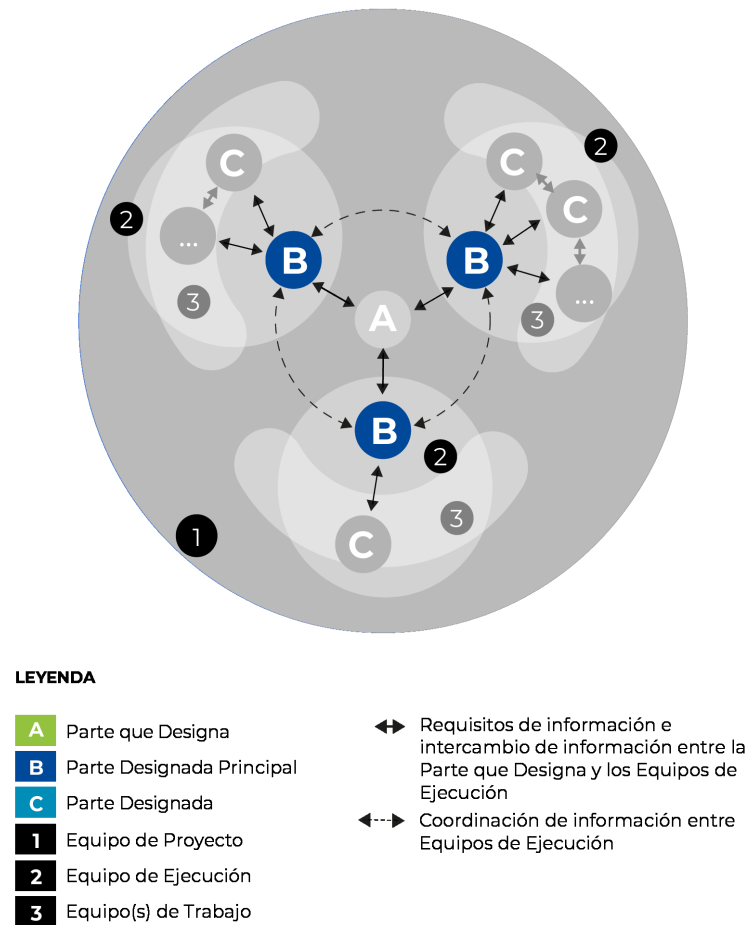 C
C
2
2
C
...
B
B
...
3
3
A
B
2
3
1
C
LEYENDA
A Parte que Designa
B Parte Designada Principal
C Parte Designada
1 Equipo de Proyecto
2 Equipo de Ejecución
3 Equipo(s) de Trabajo
Requisitos de información e
intercambio de información entre la
Parte que Designa y los Equipos de
Ejecución
Coordinación de información entre
Equipos de Ejecución